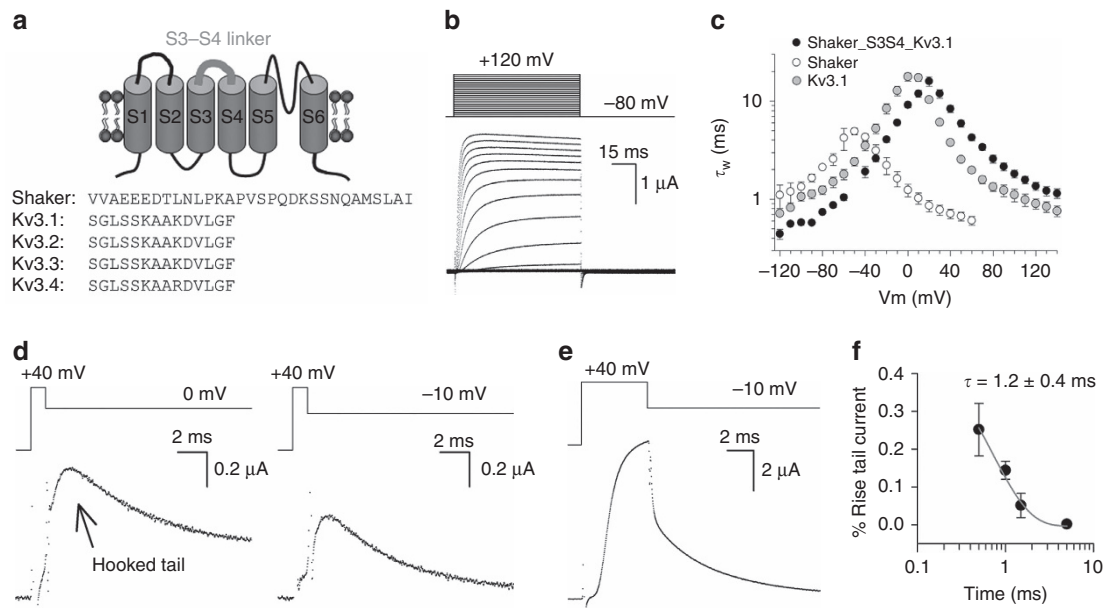 a
S3–S4 linker
S1 S2 S3 S4 S5 S6
Shaker: VVAEEEDTLNLPKAPVSPQDKSSNQAMSLAI
Kv3.1: SGLSSKAAKDVLGF
Kv3.2: SGLSSKAAKDVLGF
Kv3.3: SGLSSKAAKDVLGF
Kv3.4: SGLSSKAARDVLGF
b
+120 mV
–80 mV
15 ms
1 μA
c
Shaker_S3S4_Kv3.1
Shaker
Kv3.1
10
1
τw (ms)
–120 –80 –40 0 40 80 120
Vm (mV)
d
+40 mV
0 mV
2 ms
0.2 μA
Hooked tail
+40 mV
–10 mV
2 ms
0.2 μA
e
+40 mV
–10 mV
2 ms
2 μA
f
τ = 1.2 ± 0.4 ms
0.4
0.3
0.2
0.1
0.0
% Rise tail current
0.1 1 10
Time (ms)